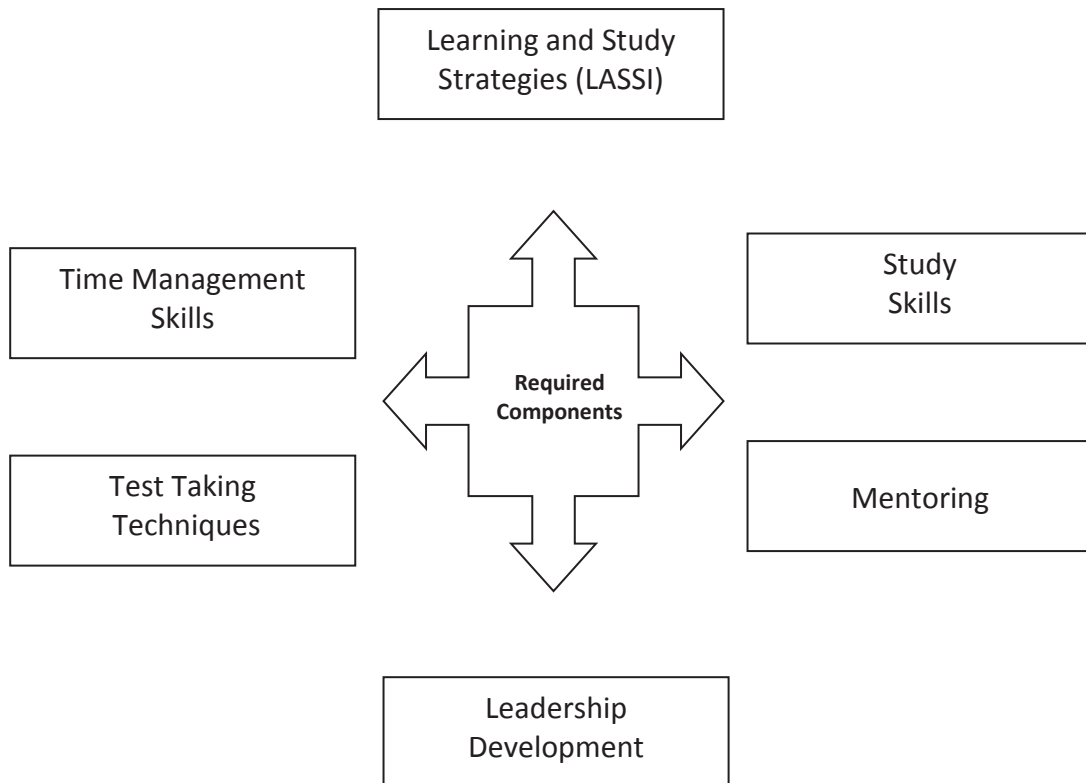 Learning and Study
Strategies (LASSI)
Time Management
Skills
Study
Skills
Required
Components
Test Taking
Techniques
Mentoring
Leadership
Development